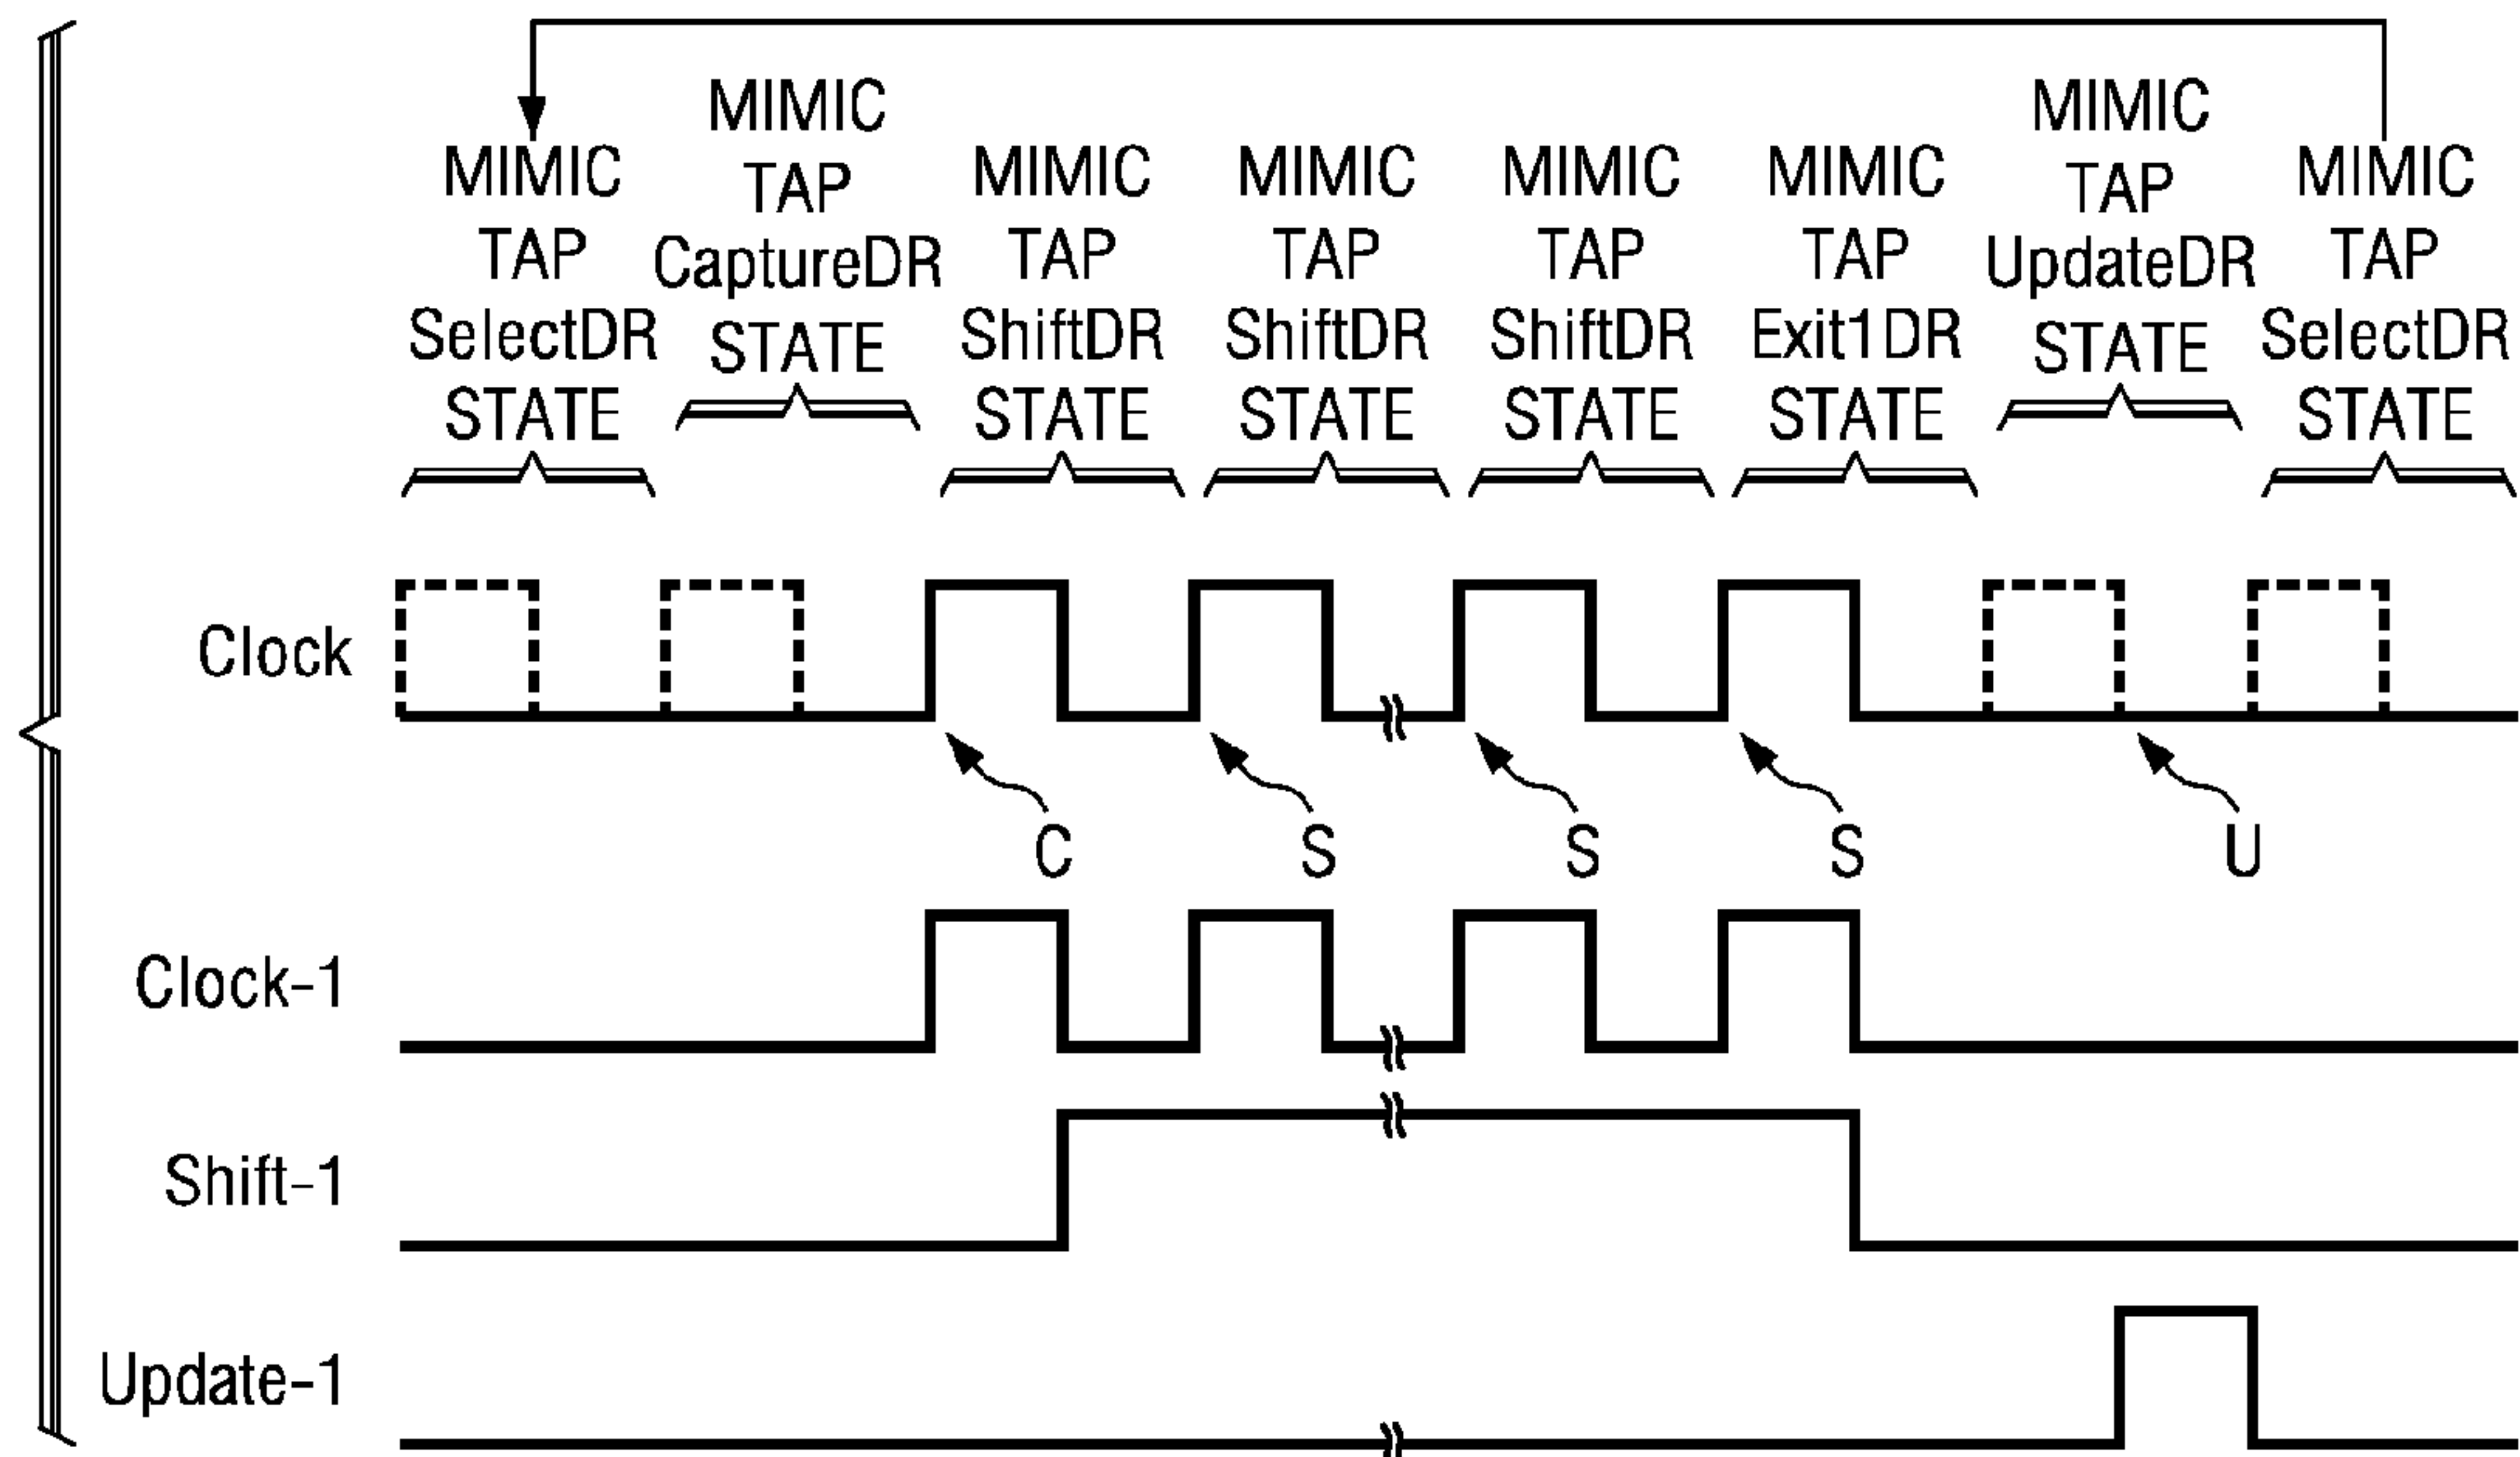 MIMIC
TAP
SelectDR
STATE
MIMIC
TAP
CaptureDR
STATE
MIMIC
TAP
ShiftDR
STATE
MIMIC
TAP
ShiftDR
STATE
MIMIC
TAP
ShiftDR
STATE
MIMIC
TAP
Exit1DR
STATE
MIMIC
TAP
UpdateDR
STATE
MIMIC
TAP
SelectDR
STATE
Clock
C
S
S
S
U
Clock-1
Shift-1
Update-1